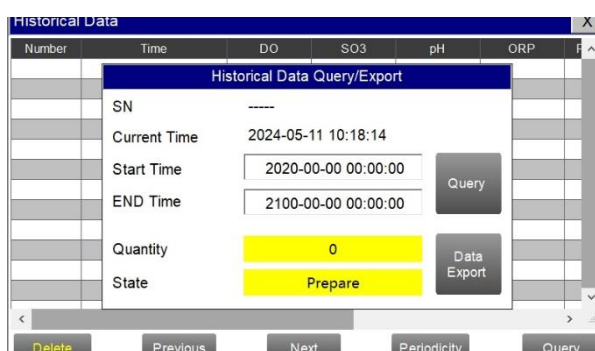 Historical Data X
Number Time DO SO3 pH ORP
Historical Data Query/Export
SN -----
Current Time 2024-05-11 10:18:14
Start Time 2020-00-00 00:00:00
Query
END Time 2100-00-00 00:00:00
Quantity 0
Data
Export
State Prepare
Delete Previous Next Periodicity Query